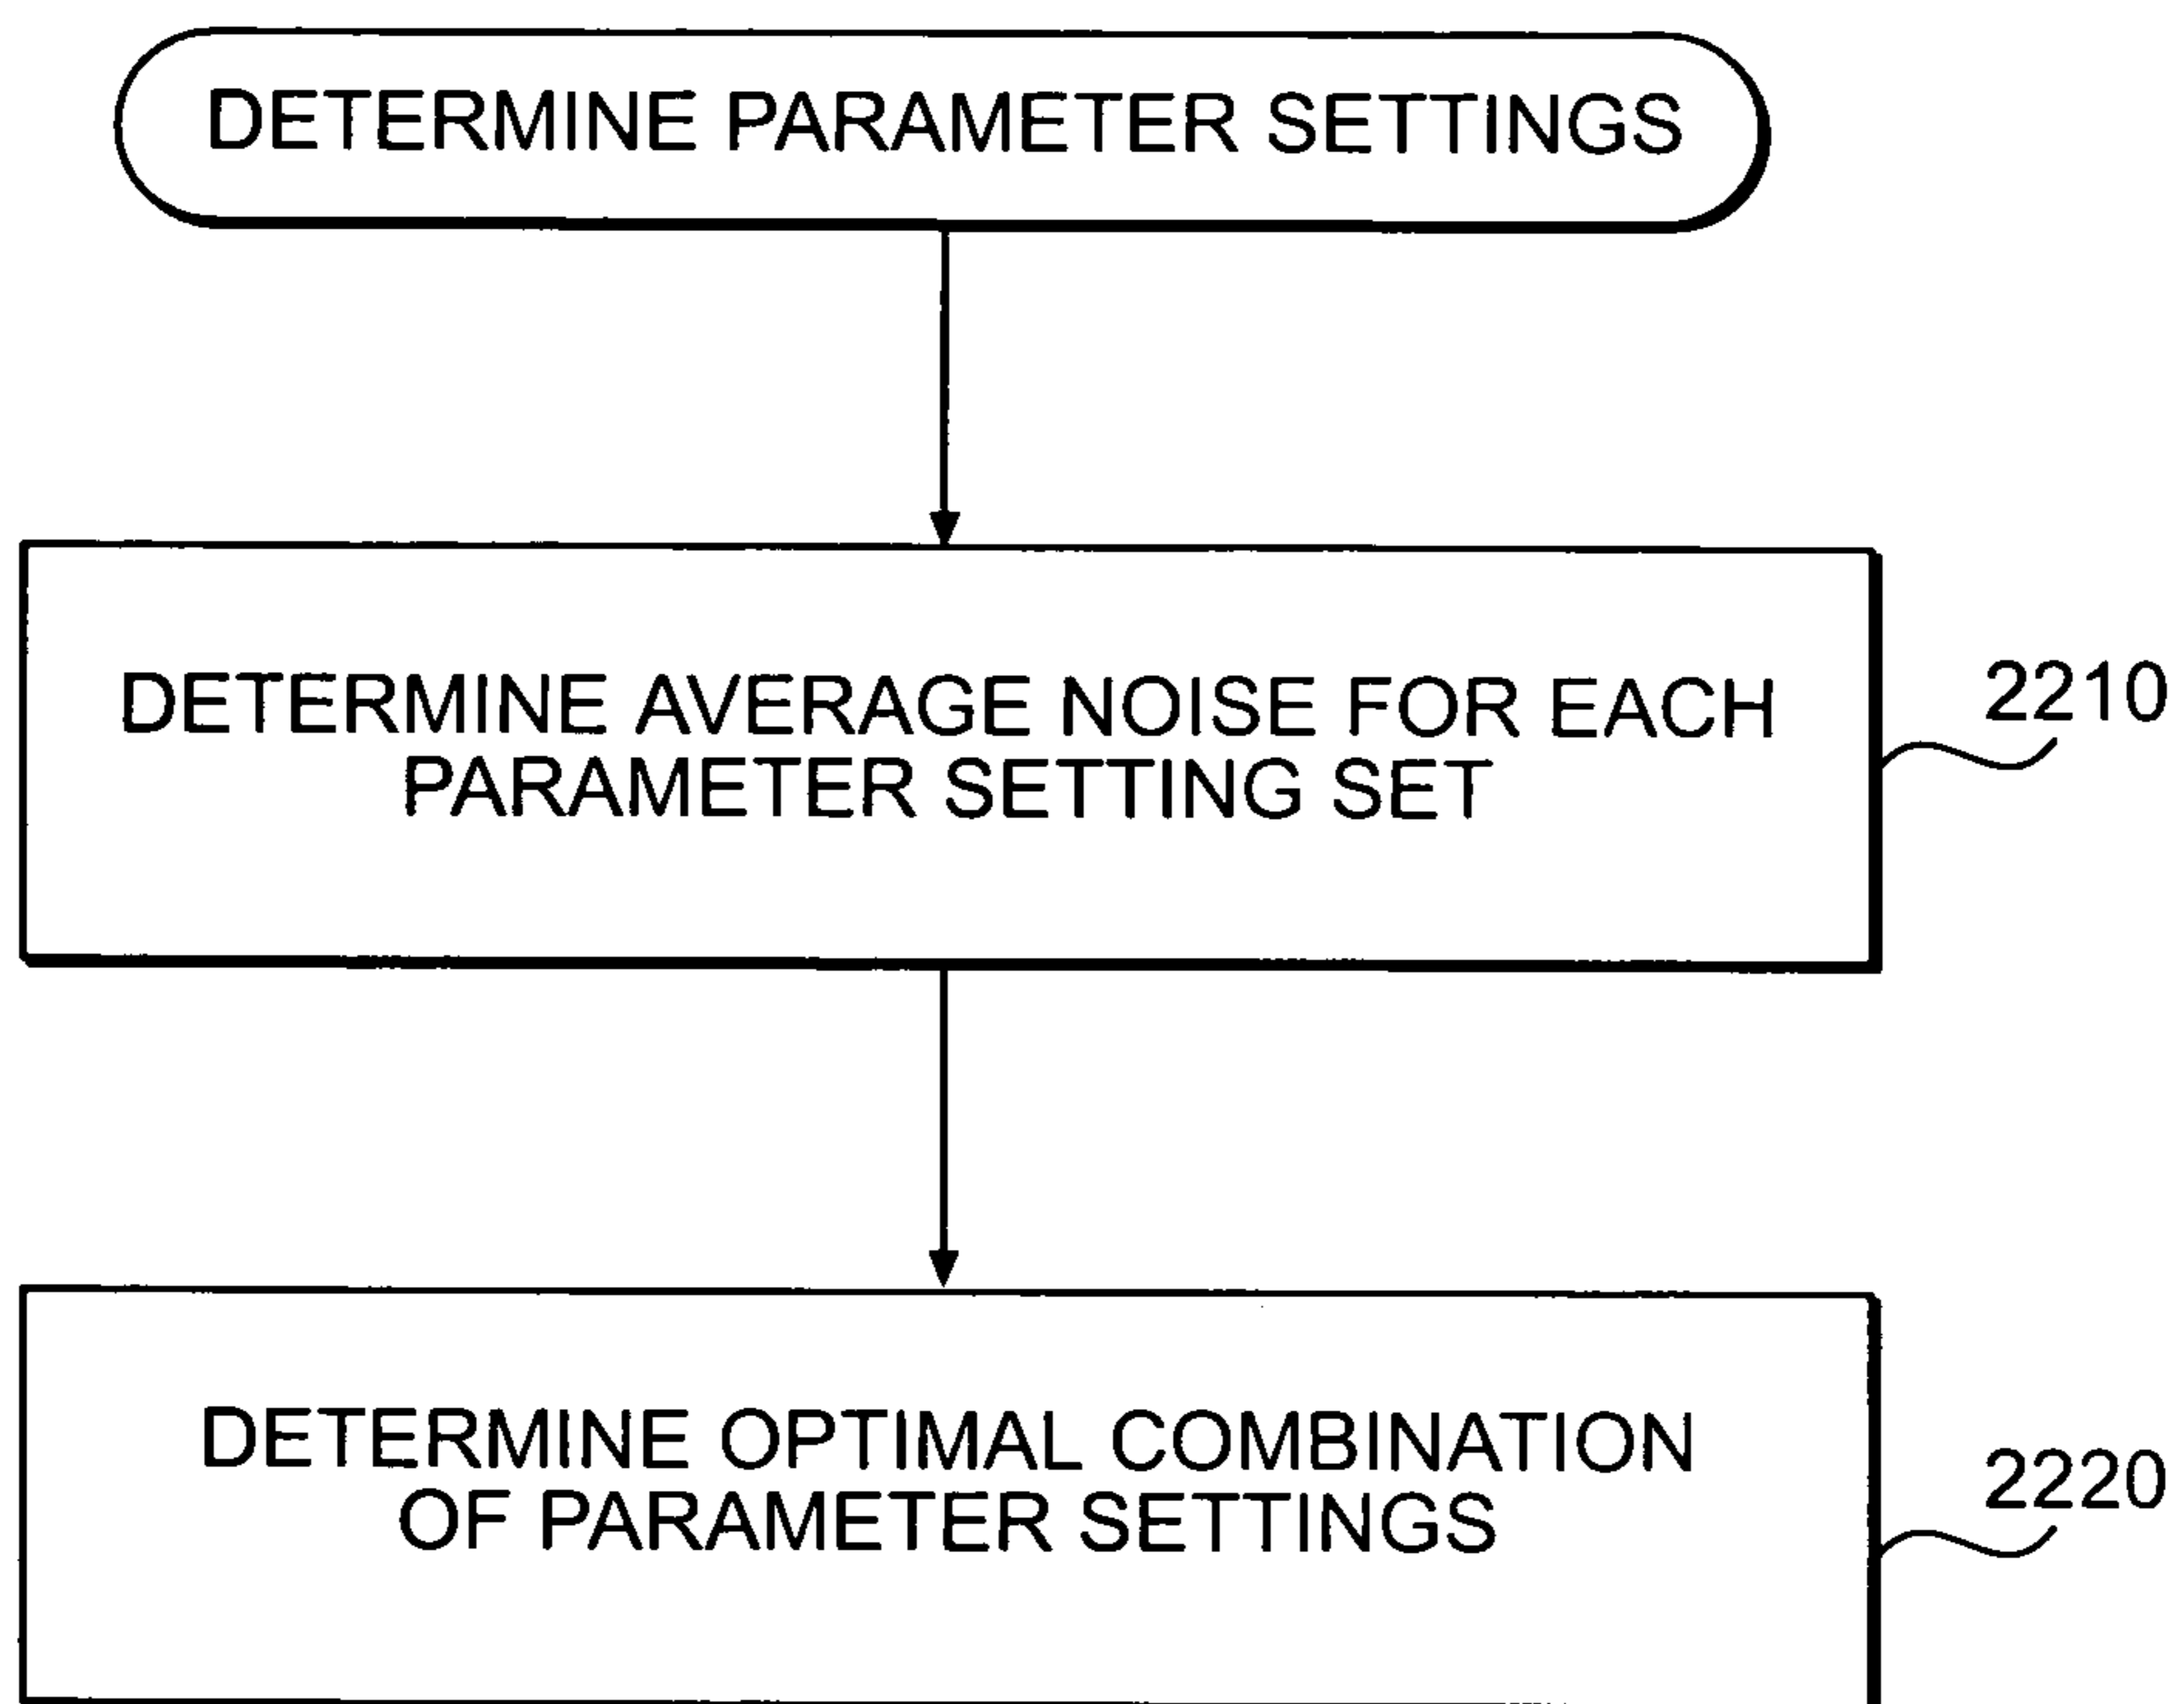 DETERMINE PARAMETER SETTINGS
DETERMINE AVERAGE NOISE FOR EACH
PARAMETER SETTING SET
2210
DETERMINE OPTIMAL COMBINATION
OF PARAMETER SETTINGS
2220